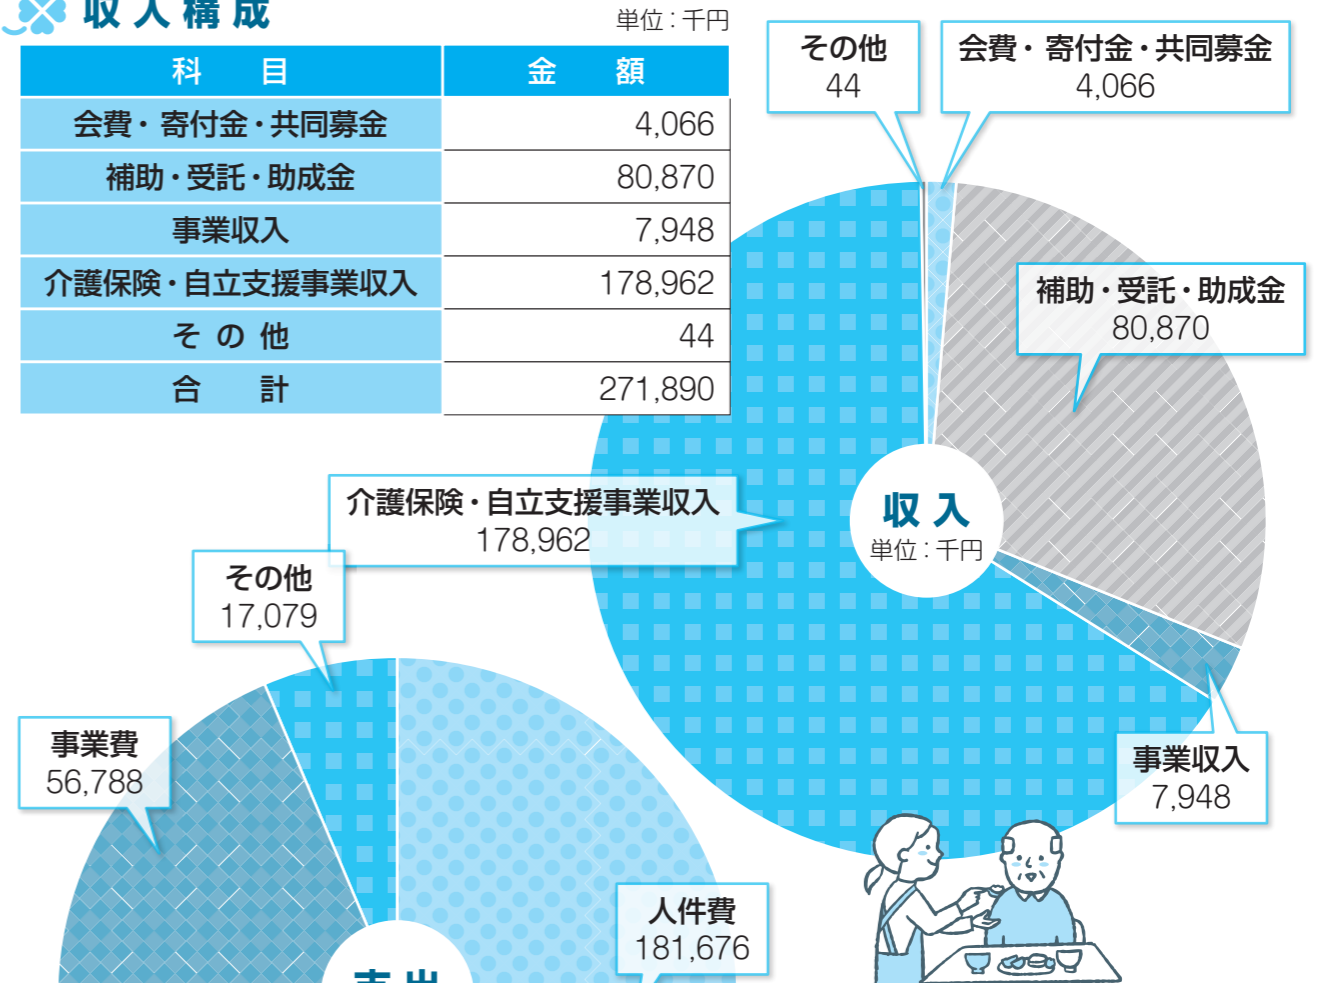 収入構成
単位：千円
科　目　金　額
会費・寄付金・共同募金　4,066
補助・受託・助成金　80,870
事業収入　7,948
介護保険・自立支援事業収入　178,962
その他　44
合　計　271,890
その他
44
会費・寄付金・共同募金
4,066
補助・受託・助成金
80,870
介護保険・自立支援事業収入
178,962
収入
単位：千円
事業収入
7,948
その他
17,079
事業費
56,788
人件費
181,676
支出